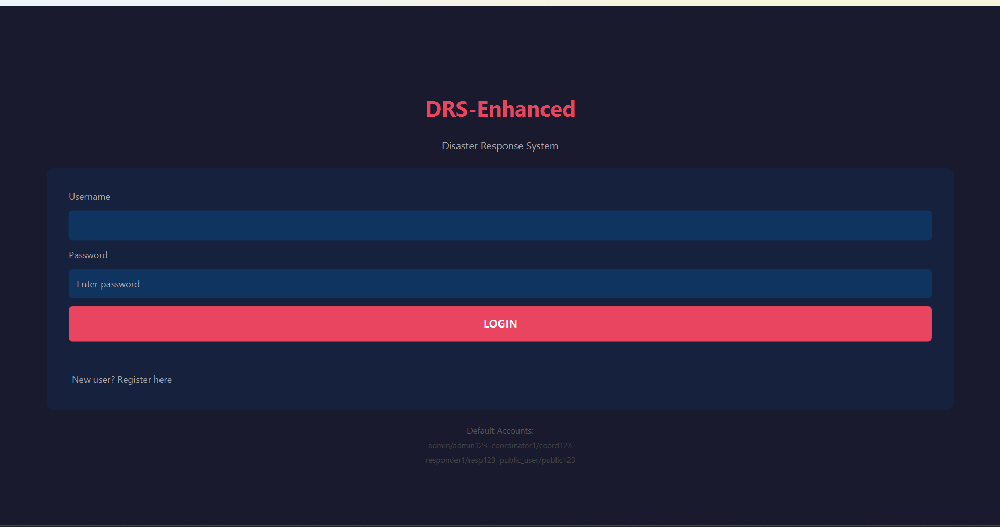 DRS-Enhanced
Disaster Response System
Username
Password
Enter password
LOGIN
New user? Register here
Default Accounts:
admin/admin123 coordinator1/coord123
responder1/resp123 public_user/public123